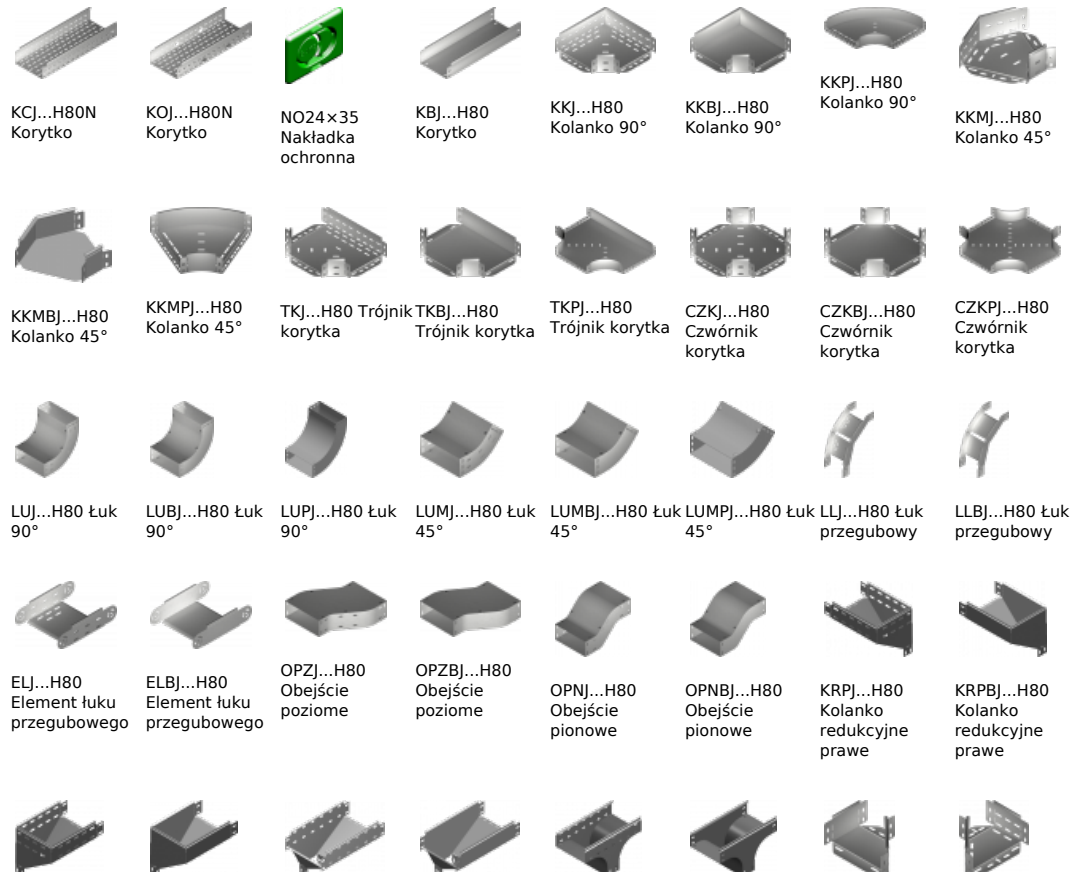 KCJ...H80N
Korytko
KOJ...H80N
Korytko
NO24×35
Nakładka
ochronna
KBJ...H80
Korytko
KKJ...H80
Kolanko 90°
KKBJ...H80
Kolanko 90°
KKPJ...H80
Kolanko 90°
KKMJ...H80
Kolanko 45°
KKMBJ...H80
Kolanko 45°
KKMPJ...H80
Kolanko 45°
TKJ...H80 Trójnik
korytka
TKBJ...H80
Trójnik korytka
TKPJ...H80
Trójnik korytka
CZKJ...H80
Czwórnik
korytka
CZKBJ...H80
Czwórnik
korytka
CZKPJ...H80
Czwórnik
korytka
LUJ...H80 Łuk
90°
LUBJ...H80 Łuk
90°
LUPJ...H80 Łuk
90°
LUMJ...H80 Łuk
45°
LUMBJ...H80 Łuk
45°
LUMPJ...H80 Łuk
45°
LLJ...H80 Łuk
przegubowy
LLBJ...H80 Łuk
przegubowy
ELJ...H80
Element łuku
przegubowego
ELBJ...H80
Element łuku
przegubowego
OPZJ...H80
Obejście
poziome
OPZBJ...H80
Obejście
poziome
OPNJ...H80
Obejście
pionowe
OPNBJ...H80
Obejście
pionowe
KRPJ...H80
Kolanko
redukcyjne
prawe
KRPBJ...H80
Kolanko
redukcyjne
prawe